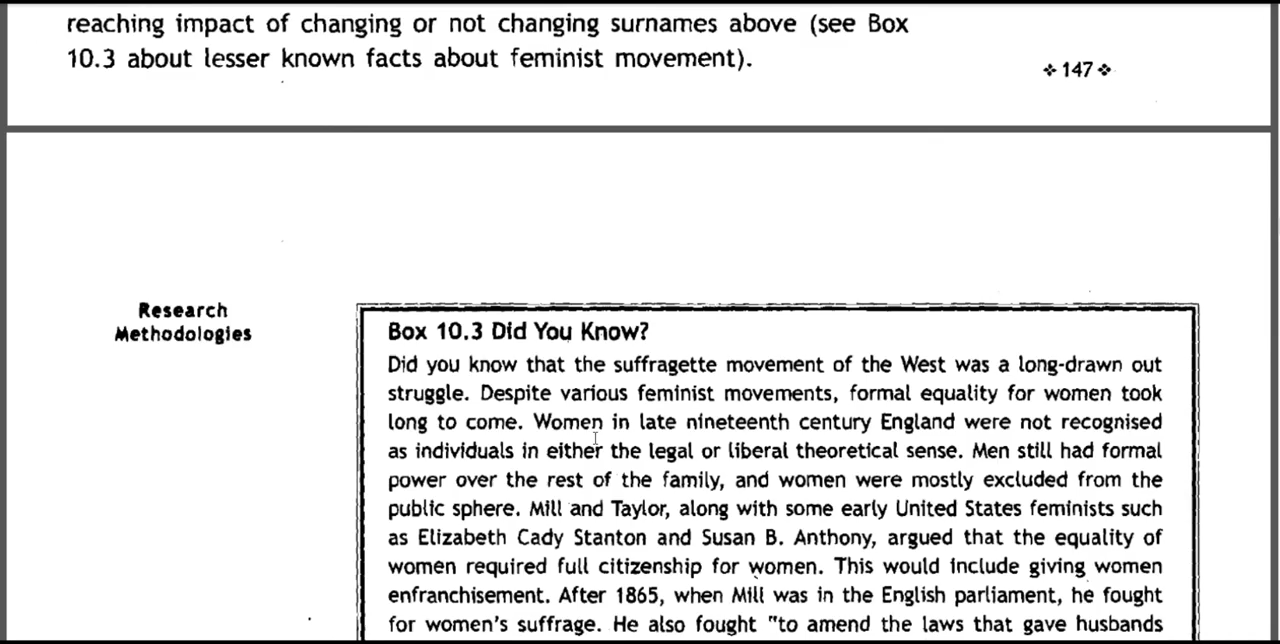 reaching impact of changing or not changing surnames above (see Box
10.3 about lesser known facts about feminist movement).
❖147❖
Research
Methodologies
Box 10.3 Did You Know?
Did you know that the suffragette movement of the West was a long-drawn out
struggle. Despite various feminist movements, formal equality for women took
long to come. Women in late nineteenth century England were not recognised
as individuals in either the legal or liberal theoretical sense. Men still had formal
power over the rest of the family, and women were mostly excluded from the
public sphere. Mill and Taylor, along with some early United States feminists such
as Elizabeth Cady Stanton and Susan B. Anthony, argued that the equality of
women required full citizenship for women. This would include giving women
enfranchisement. After 1865, when Mill was in the English parliament, he fought
for women's suffrage. He also fought "to amend the laws that gave husbands